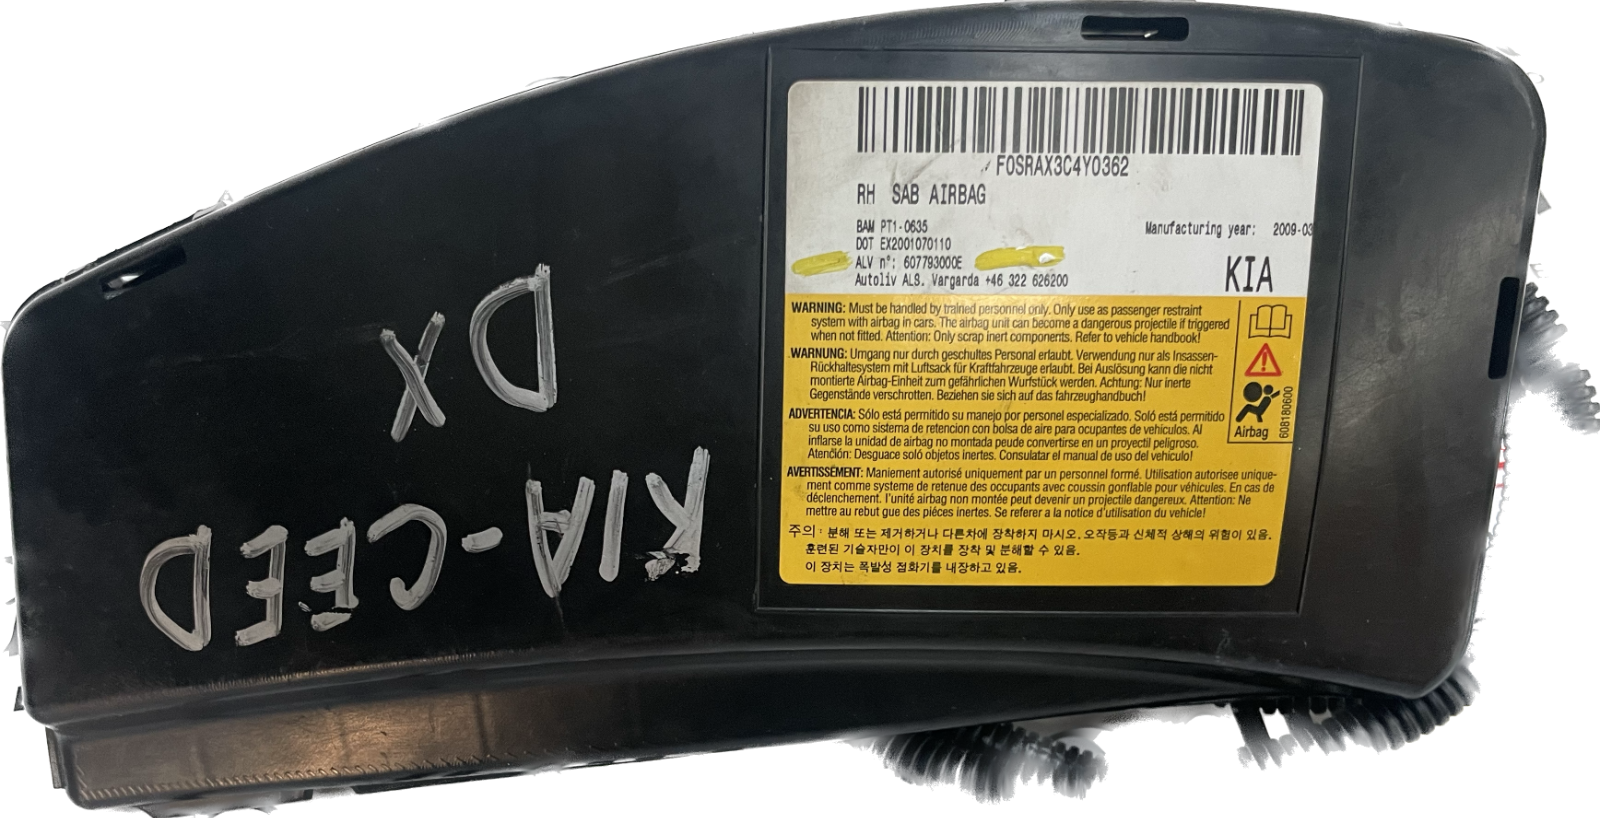 F0SRAX3C4Y0362
RH SAB AIRBAG
BAM PT1-0635
DOT EX2001070110
ALV n°: 607793000E
Autoliv ALS. Vargarda +46 322 626200
Manufacturing year: 2009-03
KIA
WARNING: Must be handled by trained personnel only. Only use as passenger restraint
system with airbag in cars. The airbag unit can become a dangerous projectile if triggered
when not fitted. Attention: Only scrap inert components. Refer to vehicle handbook!
WARNUNG: Umgang nur durch geschultes Personal erlaubt. Verwendung nur als Insassen-
Rückhaltesystem mit Luftsack für Kraftfahrzeuge erlaubt. Bei Auslösung kann die nicht
montierte Airbag-Einheit zum gefährlichen Wurfstück werden. Achtung: Nur inerte
Gegenstände verschrotten. Beziehen sie sich auf das fahrzeughandbuch!
ADVERTENCIA: Sólo está permitido su manejo por personel especializado. Soló está permitido
su uso como sistema de retencion con bolsa de aire para ocupantes de vehículos. Al
inflarse la unidad de airbag no montada peude convertirse en un proyectil peligroso.
Atención: Desguace soló objetos inertes. Consulatar el manual de uso del vehículo!
AVERTISSEMENT: Maniement autorisé uniquement par un personnel formé. Utilisation autorisee unique-
ment comme systeme de retenue des occupants avec coussin gonflable pour véhicules. En cas de
déclenchement. l'unité airbag non montée peut devenir un projectile dangereux. Attention: Ne
mettre au rebut gue des piéces inertes. Se referer a la notice d'utilisation du vehicule!
주의 : 분해 또는 제거하거나 다른차에 장착하지 마시오. 오작동과 신체적 상해의 위험이 있음.
훈련된 기술자만이 이 장치를 장착 및 분해할 수 있음.
이 장치는 폭발성 점화기를 내장하고 있음.
Airbag
608180600
KIA-CEED
DX